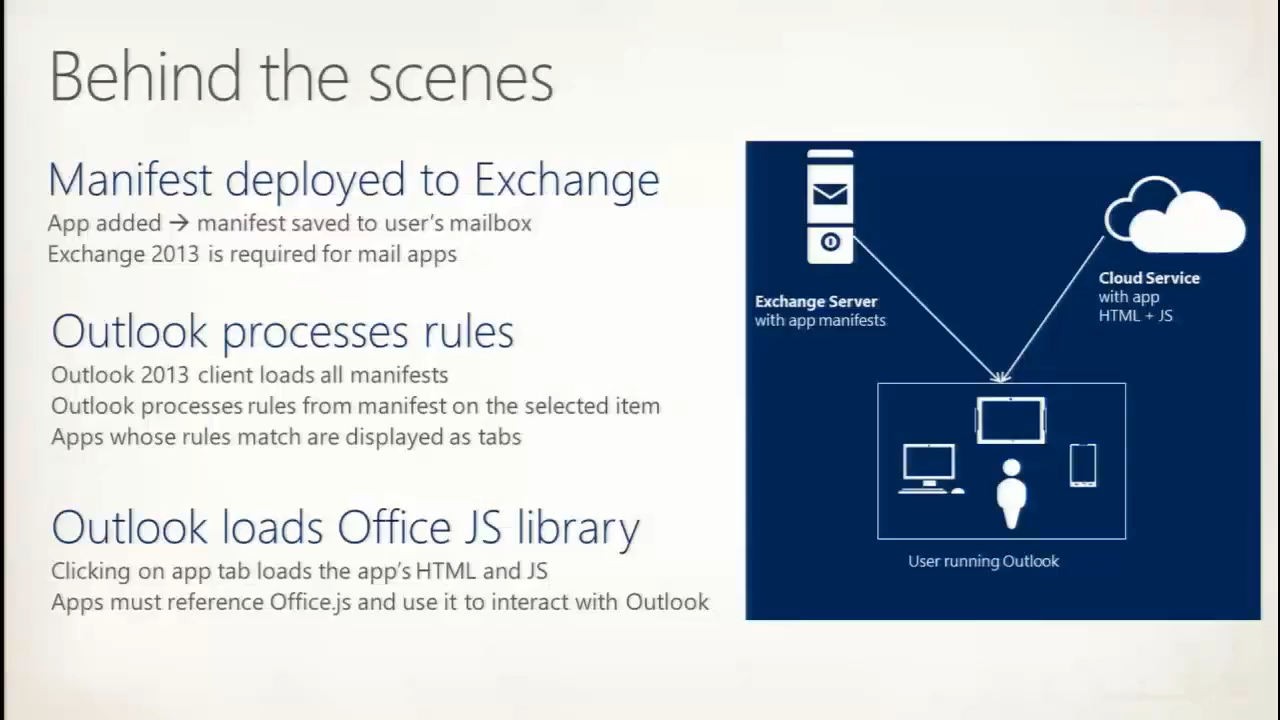 Behind the scenes
Manifest deployed to Exchange
App added → manifest saved to user's mailbox
Exchange 2013 is required for mail apps
Outlook processes rules
Outlook 2013 client loads all manifests
Outlook processes rules from manifest on the selected item
Apps whose rules match are displayed as tabs
Outlook loads Office JS library
Clicking on app tab loads the app's HTML and JS
Apps must reference Office.js and use it to interact with Outlook
Exchange Server
with app manifests
Cloud Service
with app
HTML + JS
User running Outlook